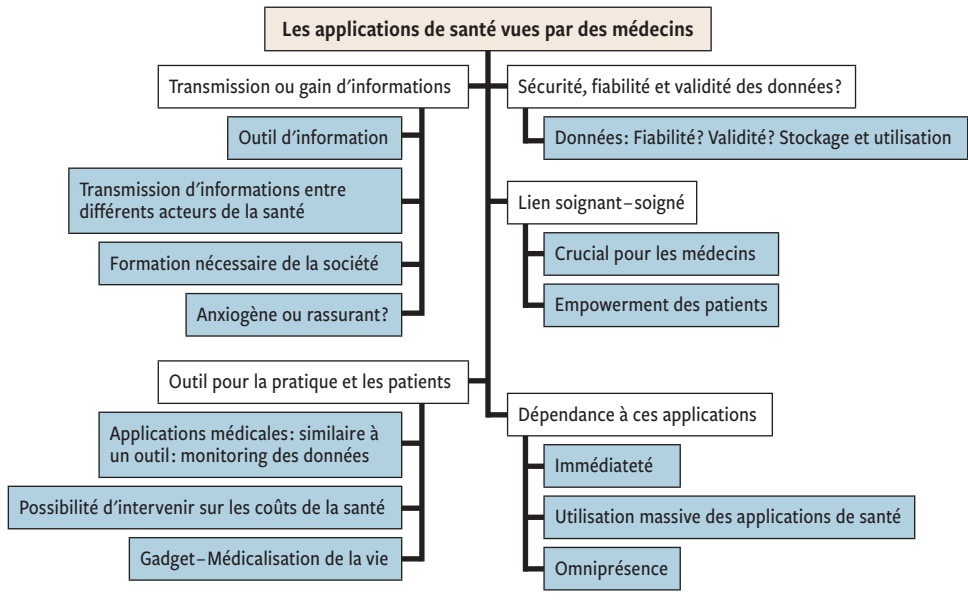 Les applications de santé vues par des médecins
Transmission ou gain d'informations
Outil d'information
Transmission d'informations entre
différents acteurs de la santé
Formation nécessaire de la société
Anxiogène ou rassurant?
Outil pour la pratique et les patients
Applications médicales: similaire à
un outil: monitoring des données
Possibilité d'intervenir sur les coûts de la santé
Gadget–Médicalisation de la vie
Sécurité, fiabilité et validité des données?
Données: Fiabilité? Validité? Stockage et utilisation
Lien soignant–soigné
Crucial pour les médecins
Empowerment des patients
Dépendance à ces applications
Immédiateté
Utilisation massive des applications de santé
Omniprésence